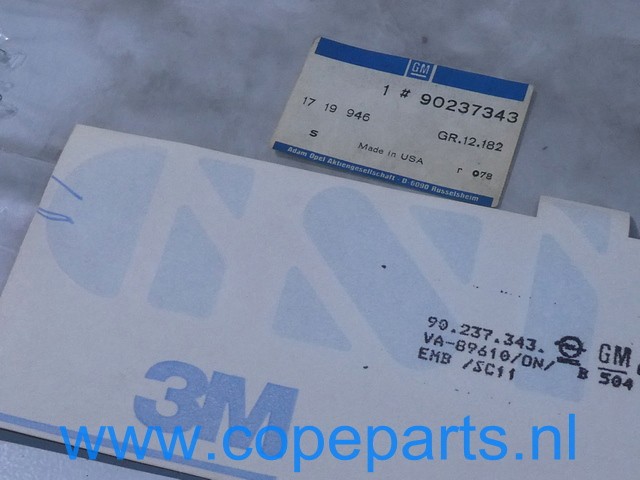 GM
1 # 90237343
17 19 946
GR.12.182
S
Made in USA
r 078
Adam Opel Aktiengesellschaft · D-6090 Rüsselsheim
90.237.343.
GM
VA-89610/DN/
B 504
EMB /SC11
3M
www.copeparts.nl